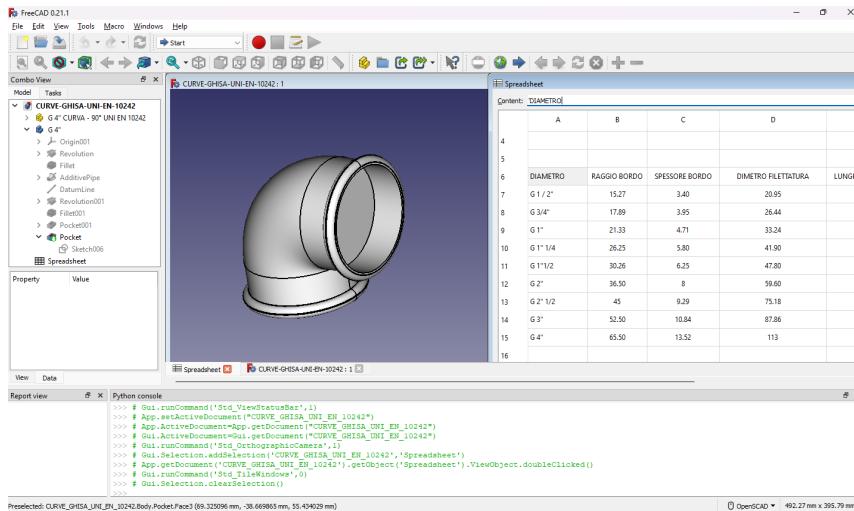 FreeCAD 0.21.1
File Edit View Tools Macro Windows Help
Start
Combo View
Model Tasks
CURVE-GHISA-UNI-EN-10242
G 4" CURVA - 90° UNI EN 10242
G 4"
Origin001
Revolution
Fillet
AdditivePipe
DatumLine
Revolution001
Fillet001
Pocket001
Pocket
Sketch006
Spreadsheet
Property Value
View Data
CURVE-GHISA-UNI-EN-10242 : 1
Spreadsheet
Content: 'DIAMETRO
A B C D
4
5
6 DIAMETRO RAGGIO BORDO SPESSORE BORDO DIMETRO FILETTATURA LUNGH
7 G 1 / 2" 15.27 3.40 20.95
8 G 3/4" 17.89 3.95 26.44
9 G 1" 21.33 4.71 33.24
10 G 1" 1/4 26.25 5.80 41.90
11 G 1"1/2 30.26 6.25 47.80
12 G 2" 36.50 8 59.60
13 G 2" 1/2 45 9.29 75.18
14 G 3" 52.50 10.84 87.86
15 G 4" 65.50 13.52 113
16
Spreadsheet CURVE-GHISA-UNI-EN-10242 : 1
Report view
Python console
>>> # Gui.runCommand('Std_ViewStatusBar',1)
>>> # App.setActiveDocument("CURVE_GHISA_UNI_EN_10242")
>>> # App.ActiveDocument=App.getDocument("CURVE_GHISA_UNI_EN_10242")
>>> # Gui.ActiveDocument=Gui.getDocument("CURVE_GHISA_UNI_EN_10242")
>>> # Gui.runCommand('Std_OrthographicCamera',1)
>>> # Gui.Selection.addSelection('CURVE_GHISA_UNI_EN_10242','Spreadsheet')
>>> # App.getDocument('CURVE_GHISA_UNI_EN_10242').getObject('Spreadsheet').ViewObject.doubleClicked()
>>> # Gui.runCommand('Std_TileWindows',0)
>>> # Gui.Selection.clearSelection()
>>>
Preselected: CURVE_GHISA_UNI_EN_10242.Body.Pocket.Face3 (69.325096 mm, -38.669865 mm, 55.434029 mm)
OpenSCAD 492.27 mm x 395.79 mm